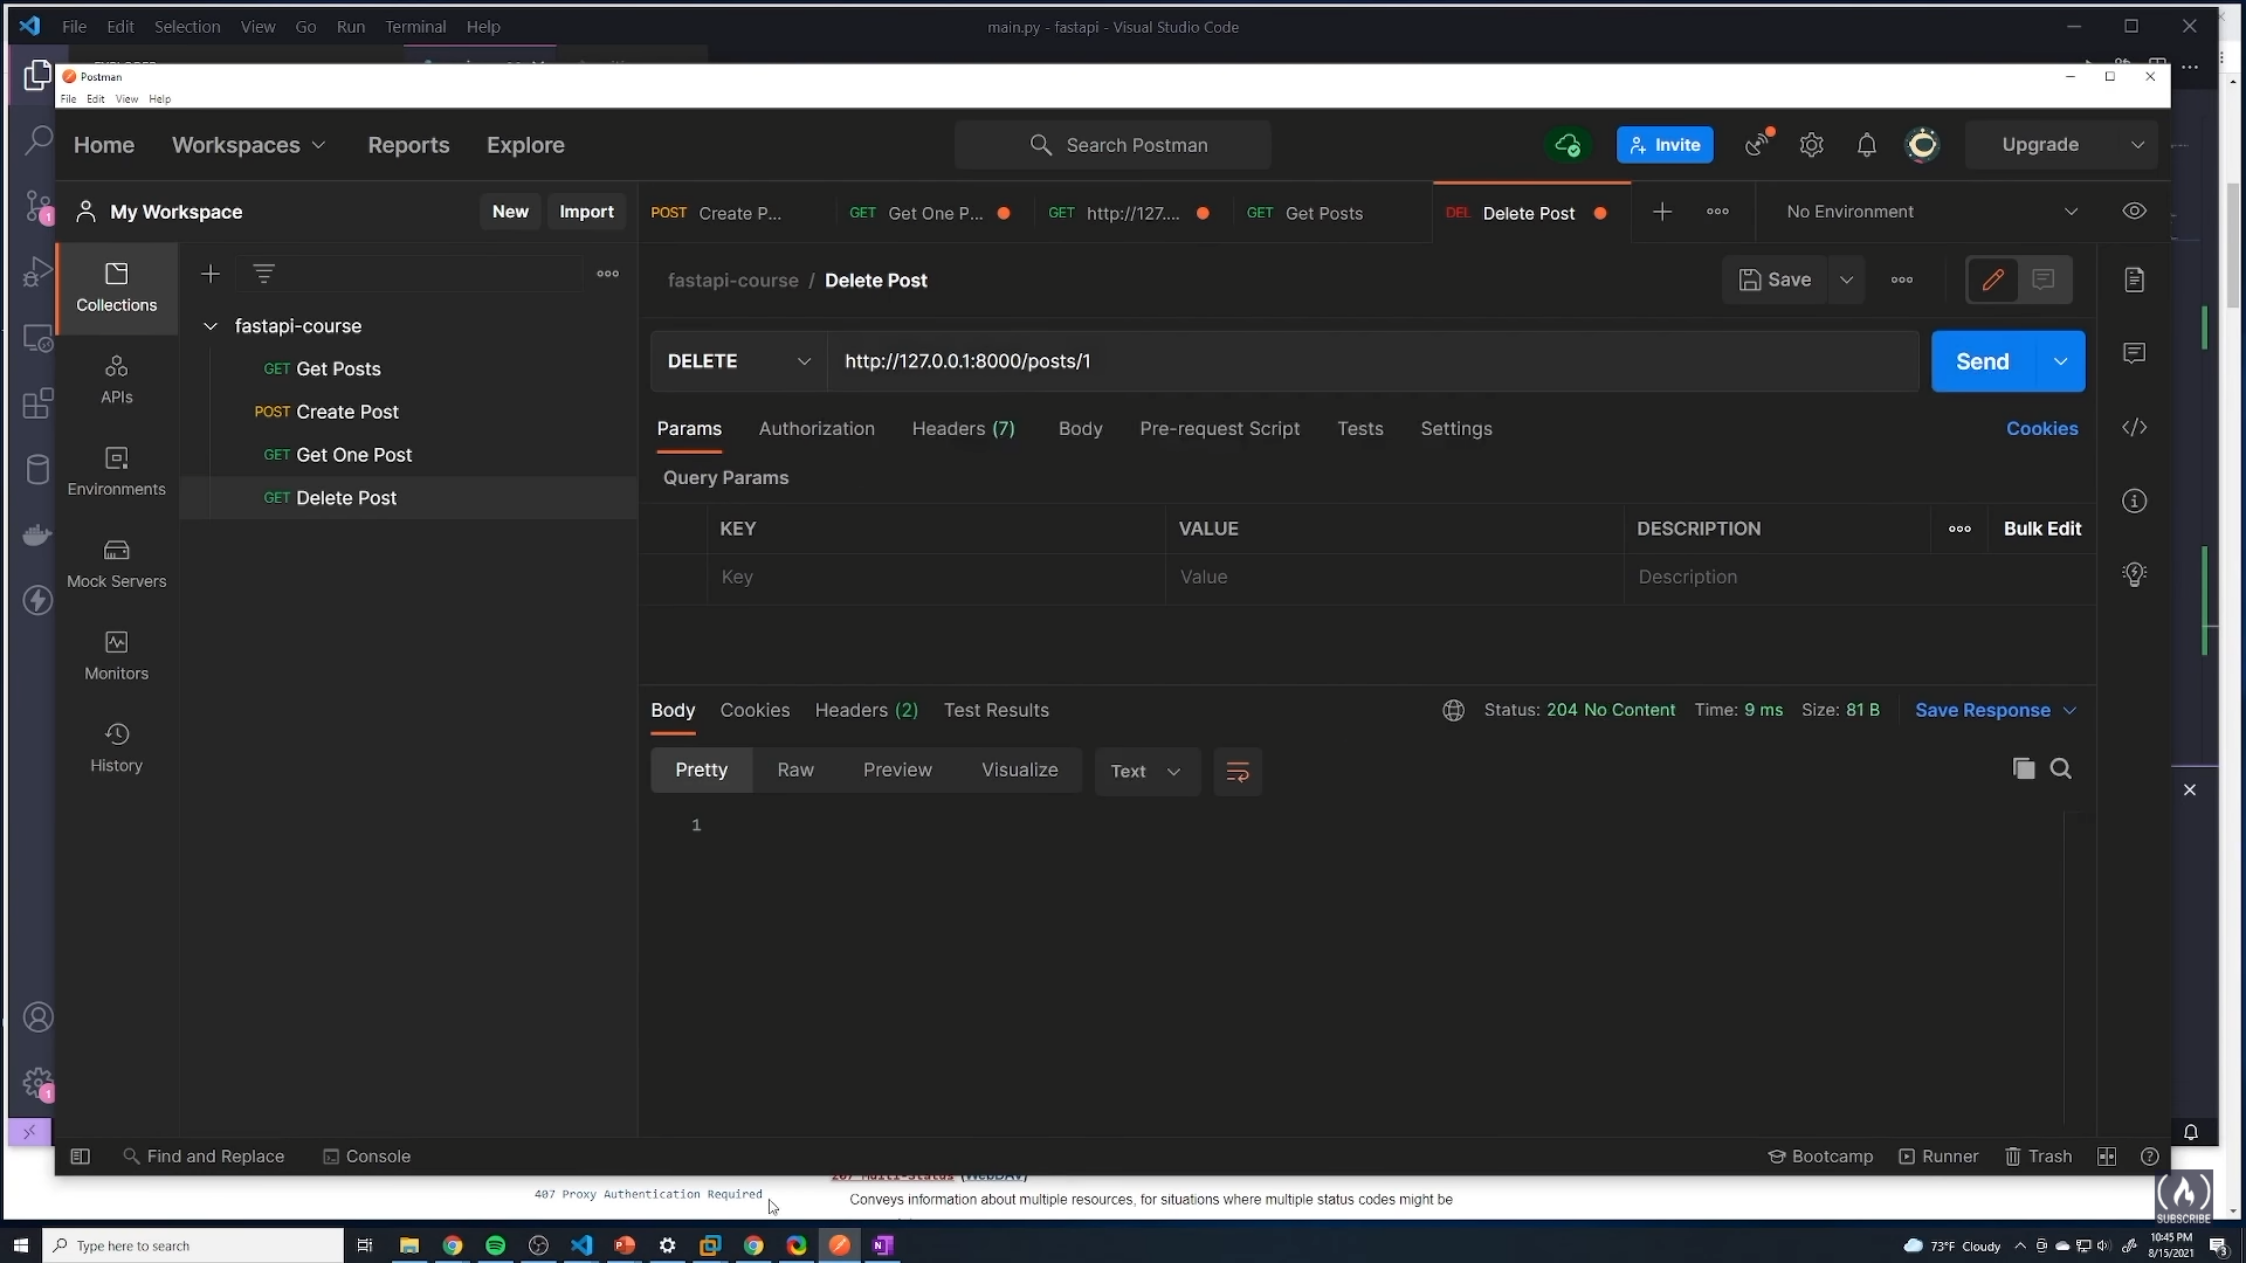 File Edit Selection View Go Run Terminal Help
main.py - fastapi - Visual Studio Code
Postman
File Edit View Help
Home Workspaces Reports Explore
Search Postman
Invite
Upgrade
My Workspace
New Import
POST Create P...
GET Get One P...
GET http://127....
GET Get Posts
DEL Delete Post
No Environment
Collections
APIs
Environments
Mock Servers
Monitors
History
fastapi-course
GET Get Posts
POST Create Post
GET Get One Post
GET Delete Post
fastapi-course / Delete Post
Save
DELETE
http://127.0.0.1:8000/posts/1
Send
Params Authorization Headers (7) Body Pre-request Script Tests Settings
Cookies
Query Params
KEY VALUE DESCRIPTION
Bulk Edit
Key Value Description
Body Cookies Headers (2) Test Results
Status: 204 No Content Time: 9 ms Size: 81 B
Save Response
Pretty Raw Preview Visualize
Text
1
Find and Replace
Console
Bootcamp
Runner
Trash
207 Multi-Status (WebDAV)
407 Proxy Authentication Required
Conveys information about multiple resources, for situations where multiple status codes might be
SUBSCRIBE
Type here to search
73°F Cloudy
10:45 PM
8/15/2021